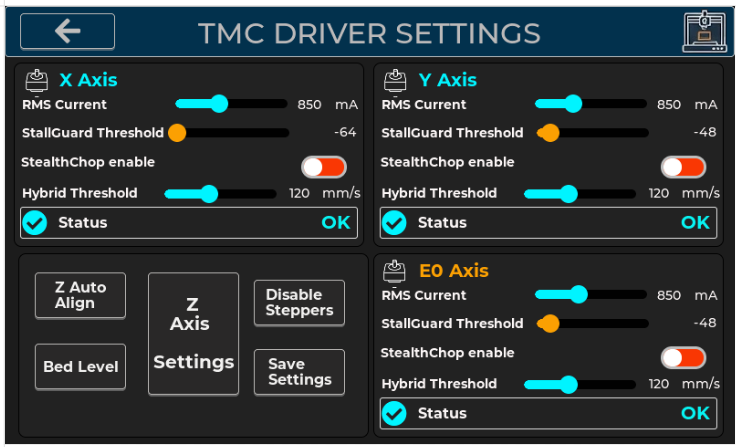 TMC DRIVER SETTINGS
X Axis
RMS Current 850 mA
StallGuard Threshold -64
StealthChop enable
Hybrid Threshold 120 mm/s
Status OK
Y Axis
RMS Current 850 mA
StallGuard Threshold -48
StealthChop enable
Hybrid Threshold 120 mm/s
Status OK
Z Auto
Align
Bed Level
Z
Axis
Settings
Disable
Steppers
Save
Settings
E0 Axis
RMS Current 850 mA
StallGuard Threshold -48
StealthChop enable
Hybrid Threshold 120 mm/s
Status OK